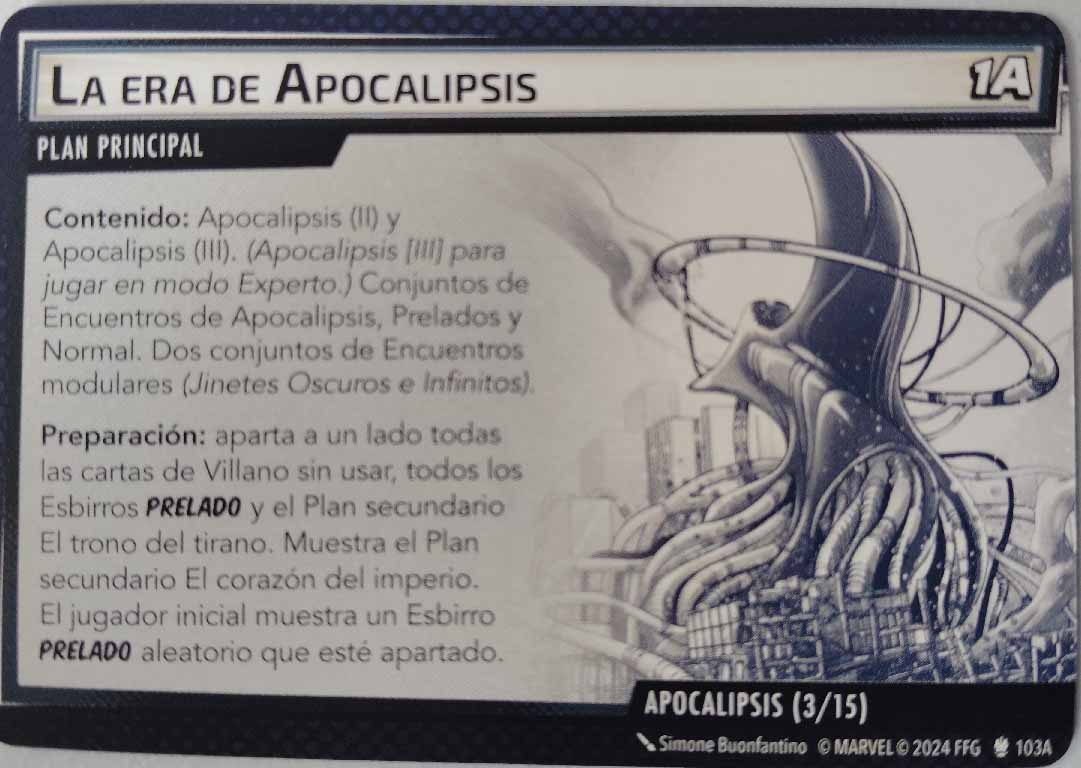 LA ERA DE APOCALIPSIS
1A
PLAN PRINCIPAL
Contenido: Apocalipsis (II) y
Apocalipsis (III). (Apocalipsis [III] para
jugar en modo Experto.) Conjuntos de
Encuentros de Apocalipsis, Prelados y
Normal. Dos conjuntos de Encuentros
modulares (Jinetes Oscuros e Infinitos).
Preparación: aparta a un lado todas
las cartas de Villano sin usar, todos los
Esbirros PRELADO y el Plan secundario
El trono del tirano. Muestra el Plan
secundario El corazón del imperio.
El jugador inicial muestra un Esbirro
PRELADO aleatorio que esté apartado.
APOCALIPSIS (3/15)
Simone Buonfantino © MARVEL © 2024 FFG 103A